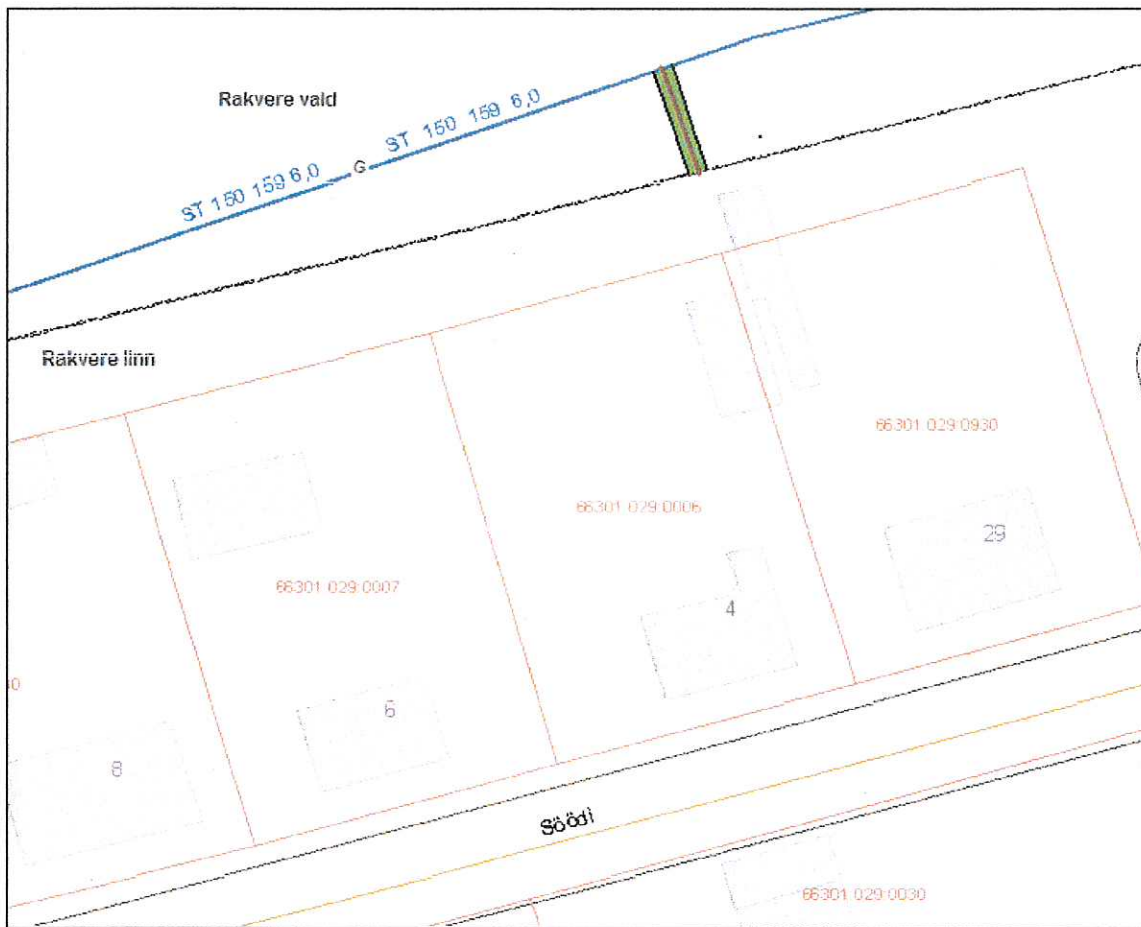 Rakvere vald
ST 150 159 6,0
G
ST 150 159 6,0
Rakvere linn
66301:029:0930
66301:029:0006
29
66301:029:0007
4
6
8
Söödi
66301:029:0030